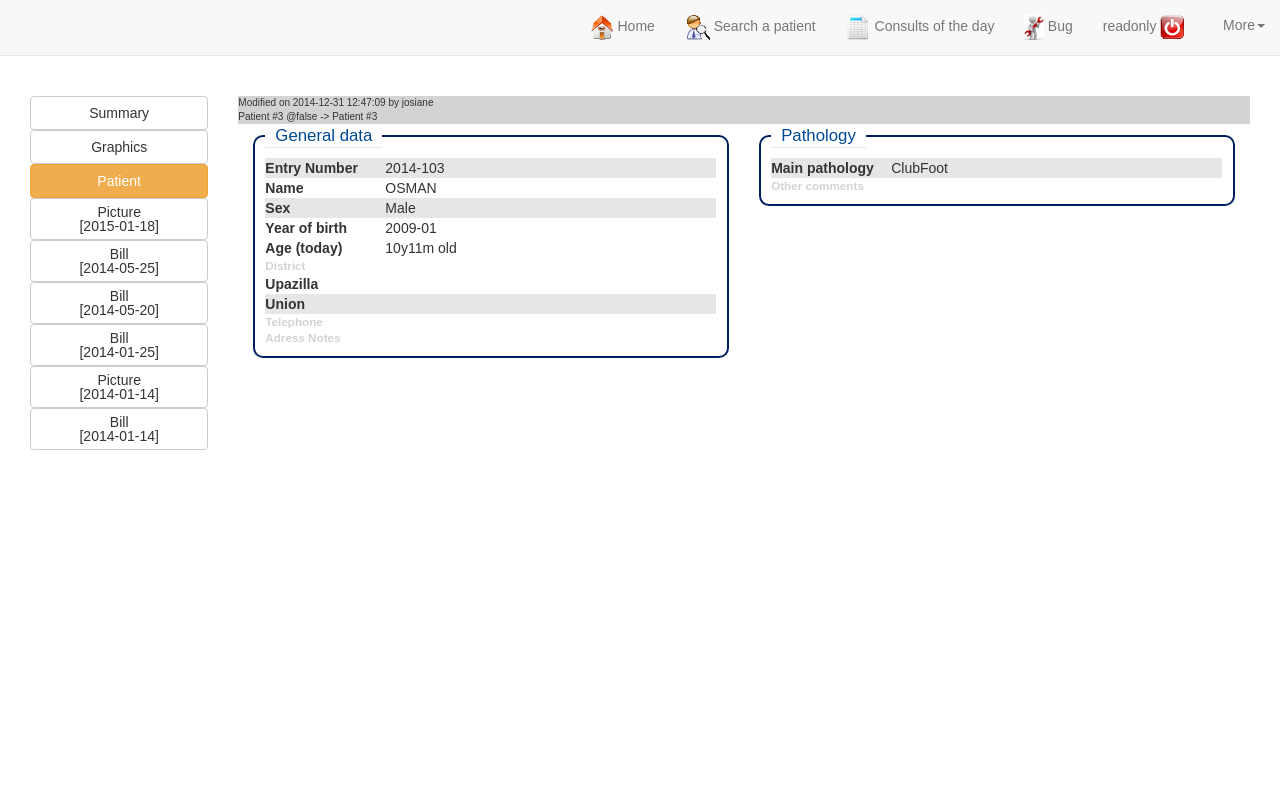 Home
Search a patient
Consults of the day
Bug
readonly
More
Summary
Graphics
Patient
Picture
[2015-01-18]
Bill
[2014-05-25]
Bill
[2014-05-20]
Bill
[2014-01-25]
Picture
[2014-01-14]
Bill
[2014-01-14]
Modified on 2014-12-31 12:47:09 by josiane
Patient #3 @false -> Patient #3
General data
Entry Number 2014-103
Name OSMAN
Sex Male
Year of birth 2009-01
Age (today) 10y11m old
District
Upazilla
Union
Telephone
Adress Notes
Pathology
Main pathology ClubFoot
Other comments